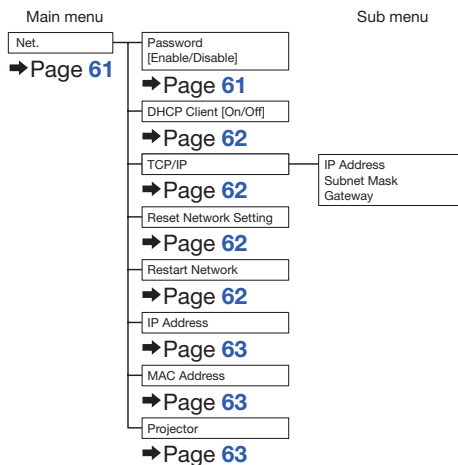 Main menu
Sub menu
Net.
➡Page 61
Password
[Enable/Disable]
➡Page 61
DHCP Client [On/Off]
➡Page 62
TCP/IP
➡Page 62
IP Address
Subnet Mask
Gateway
Reset Network Setting
➡Page 62
Restart Network
➡Page 62
IP Address
➡Page 63
MAC Address
➡Page 63
Projector
➡Page 63